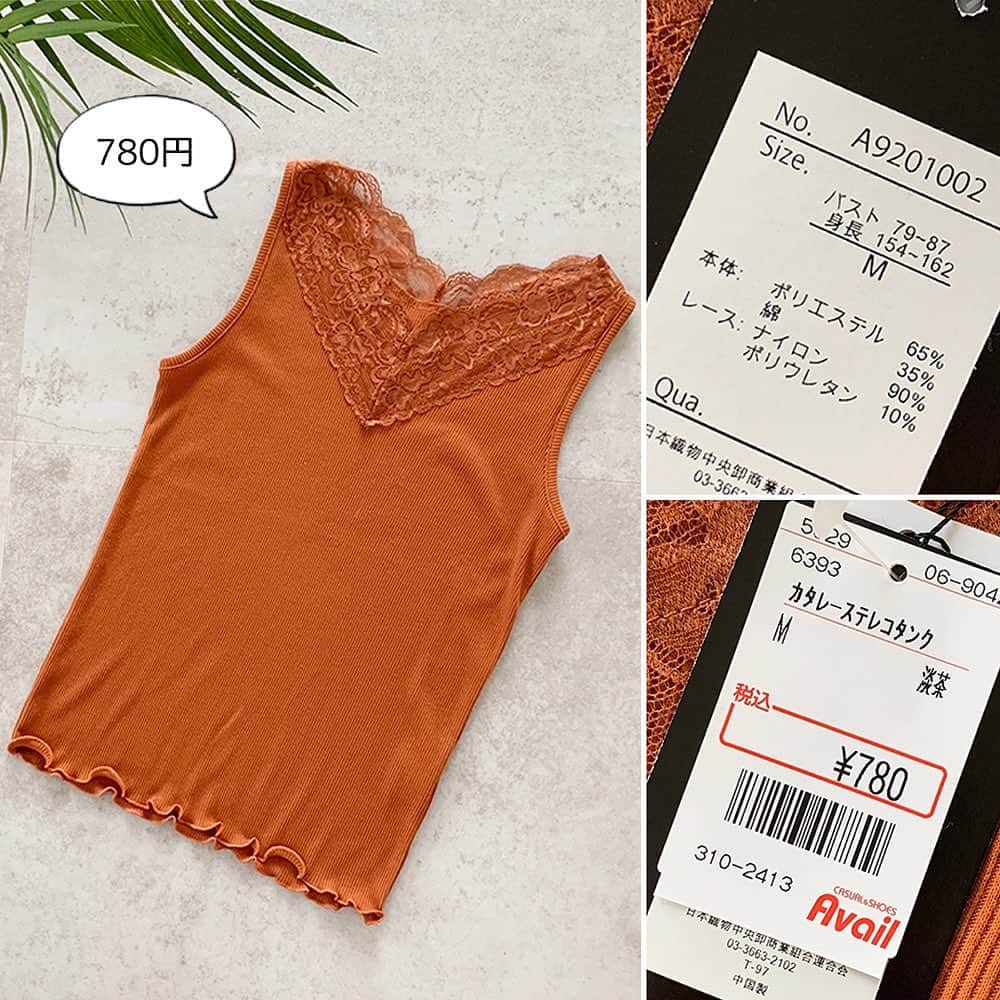 780円
No. A9201002
Size.
バスト 79~87
身長 154~162
M
本体: ポリエステル 65%
綿 35%
レース: ナイロン 90%
ポリウレタン 10%
Qua.
日本織物中央卸商業組
03-3663-
6393
06-904
カタレーステレコタンク
M
淡茶
税込
¥780
310-2413
CASUAL&SHOES
Avail
日本織物中央卸商業組合連合会
03-3663-2102
T-97
中国製